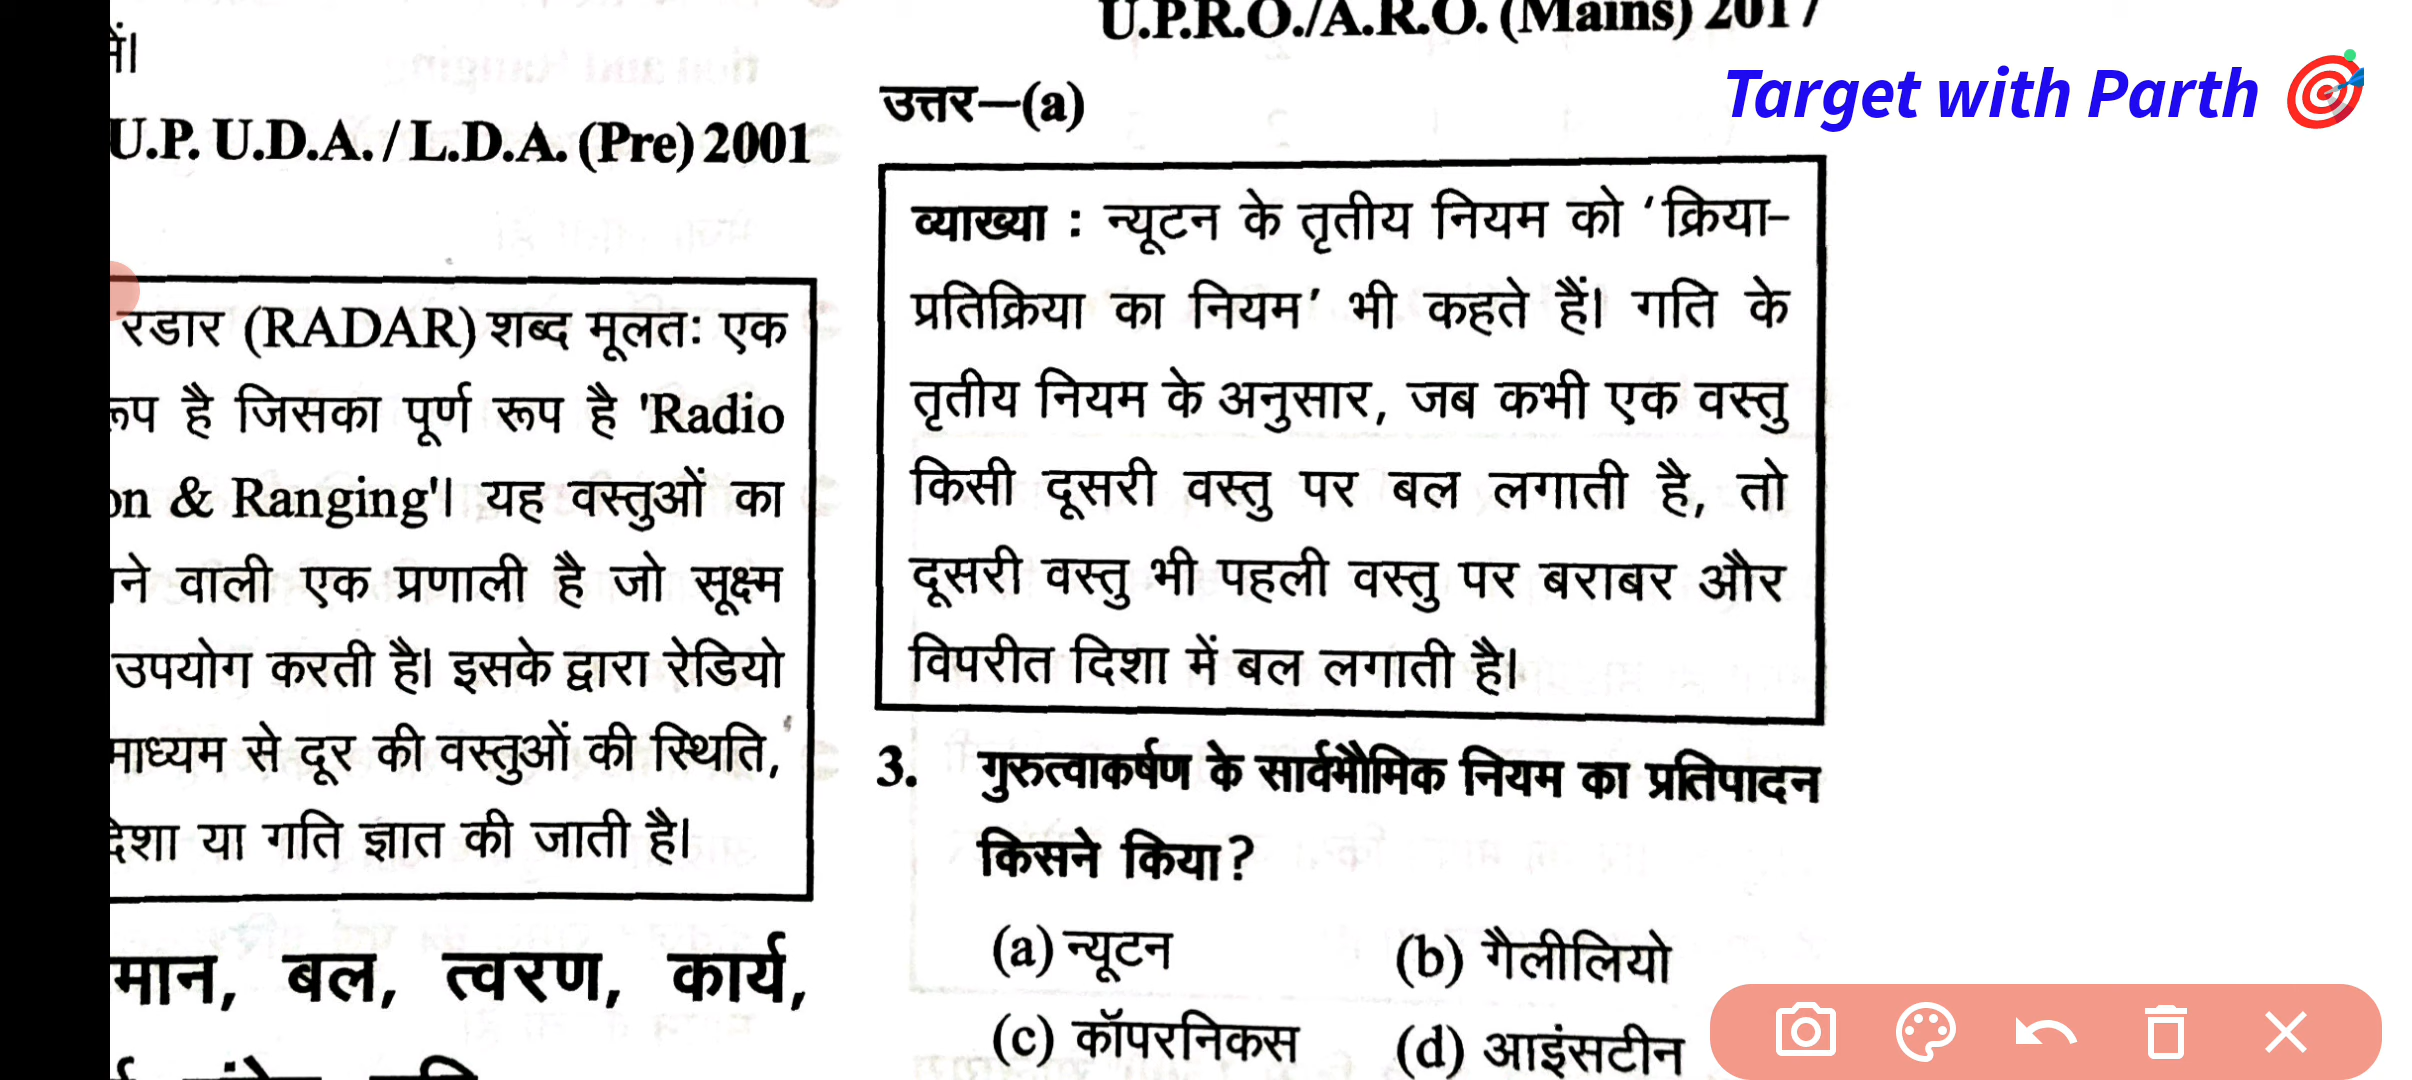 में।
U.P. U.D.A. / L.D.A. (Pre) 2001
रडार (RADAR) शब्द मूलतः एक
रूप है जिसका पूर्ण रूप है 'Radio
on & Ranging'। यह वस्तुओं का
ने वाली एक प्रणाली है जो सूक्ष्म
उपयोग करती है। इसके द्वारा रेडियो
माध्यम से दूर की वस्तुओं की स्थिति,
दिशा या गति ज्ञात की जाती है।
मान, बल, त्वरण, कार्य,
U.P.R.O./A.R.O. (Mains) 2017
उत्तर—(a)
व्याख्या : न्यूटन के तृतीय नियम को ‘क्रिया-
प्रतिक्रिया का नियम’ भी कहते हैं। गति के
तृतीय नियम के अनुसार, जब कभी एक वस्तु
किसी दूसरी वस्तु पर बल लगाती है, तो
दूसरी वस्तु भी पहली वस्तु पर बराबर और
विपरीत दिशा में बल लगाती है।
3. गुरुत्वाकर्षण के सार्वभौमिक नियम का प्रतिपादन
किसने किया?
(a) न्यूटन (b) गैलीलियो
(c) कॉपरनिकस (d) आइंसटीन
Target with Parth